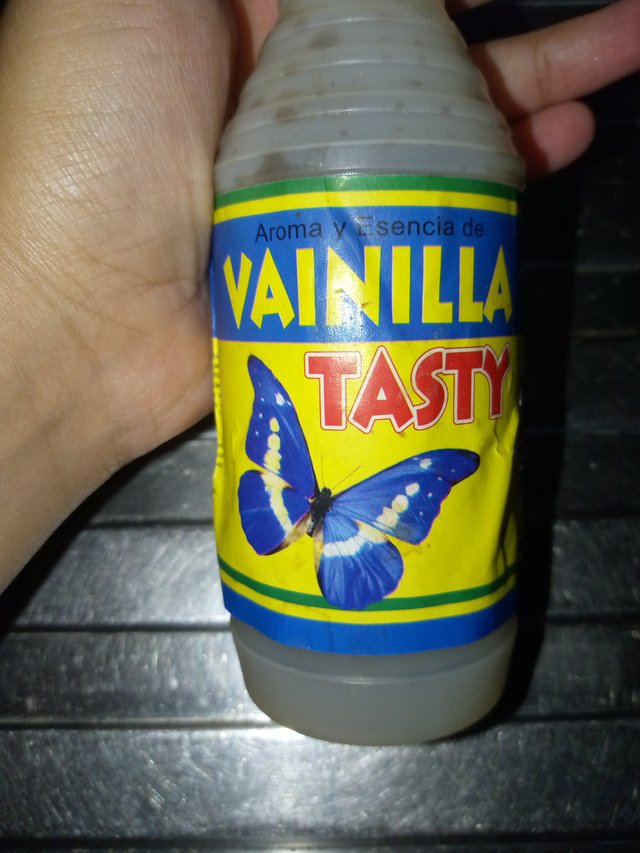 Aroma y Esencia de
VAINILLA
TASTY